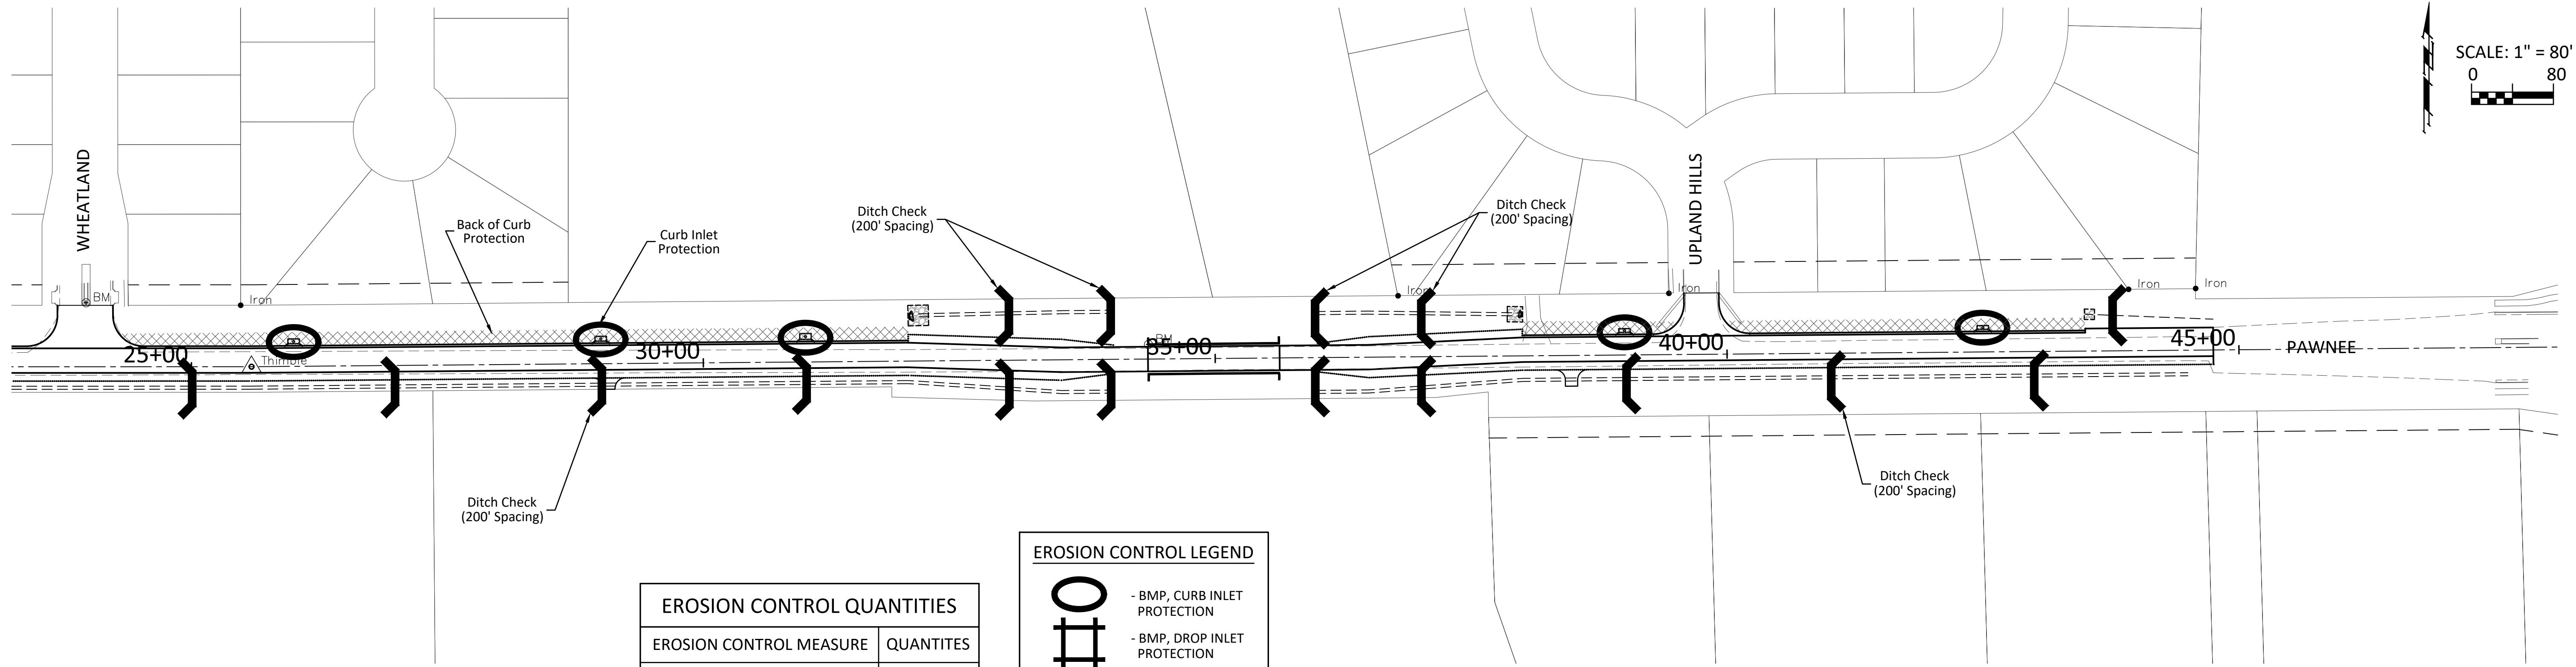 SCALE: 1" = 80'
0 80
WHEATLAND
UPLAND HILLS
Back of Curb
Protection
Curb Inlet
Protection
Ditch Check
(200' Spacing)
Ditch Check
(200' Spacing)
BM
Iron
Iron
Iron
Iron
Iron
BM
25+00
Thimble
30+00
35+00
40+00
45+00
PAWNEE
Ditch Check
(200' Spacing)
Ditch Check
(200' Spacing)
EROSION CONTROL QUANTITIES
EROSION CONTROL MEASURE QUANTITES
EROSION CONTROL LEGEND
- BMP, CURB INLET
PROTECTION
- BMP, DROP INLET
PROTECTION